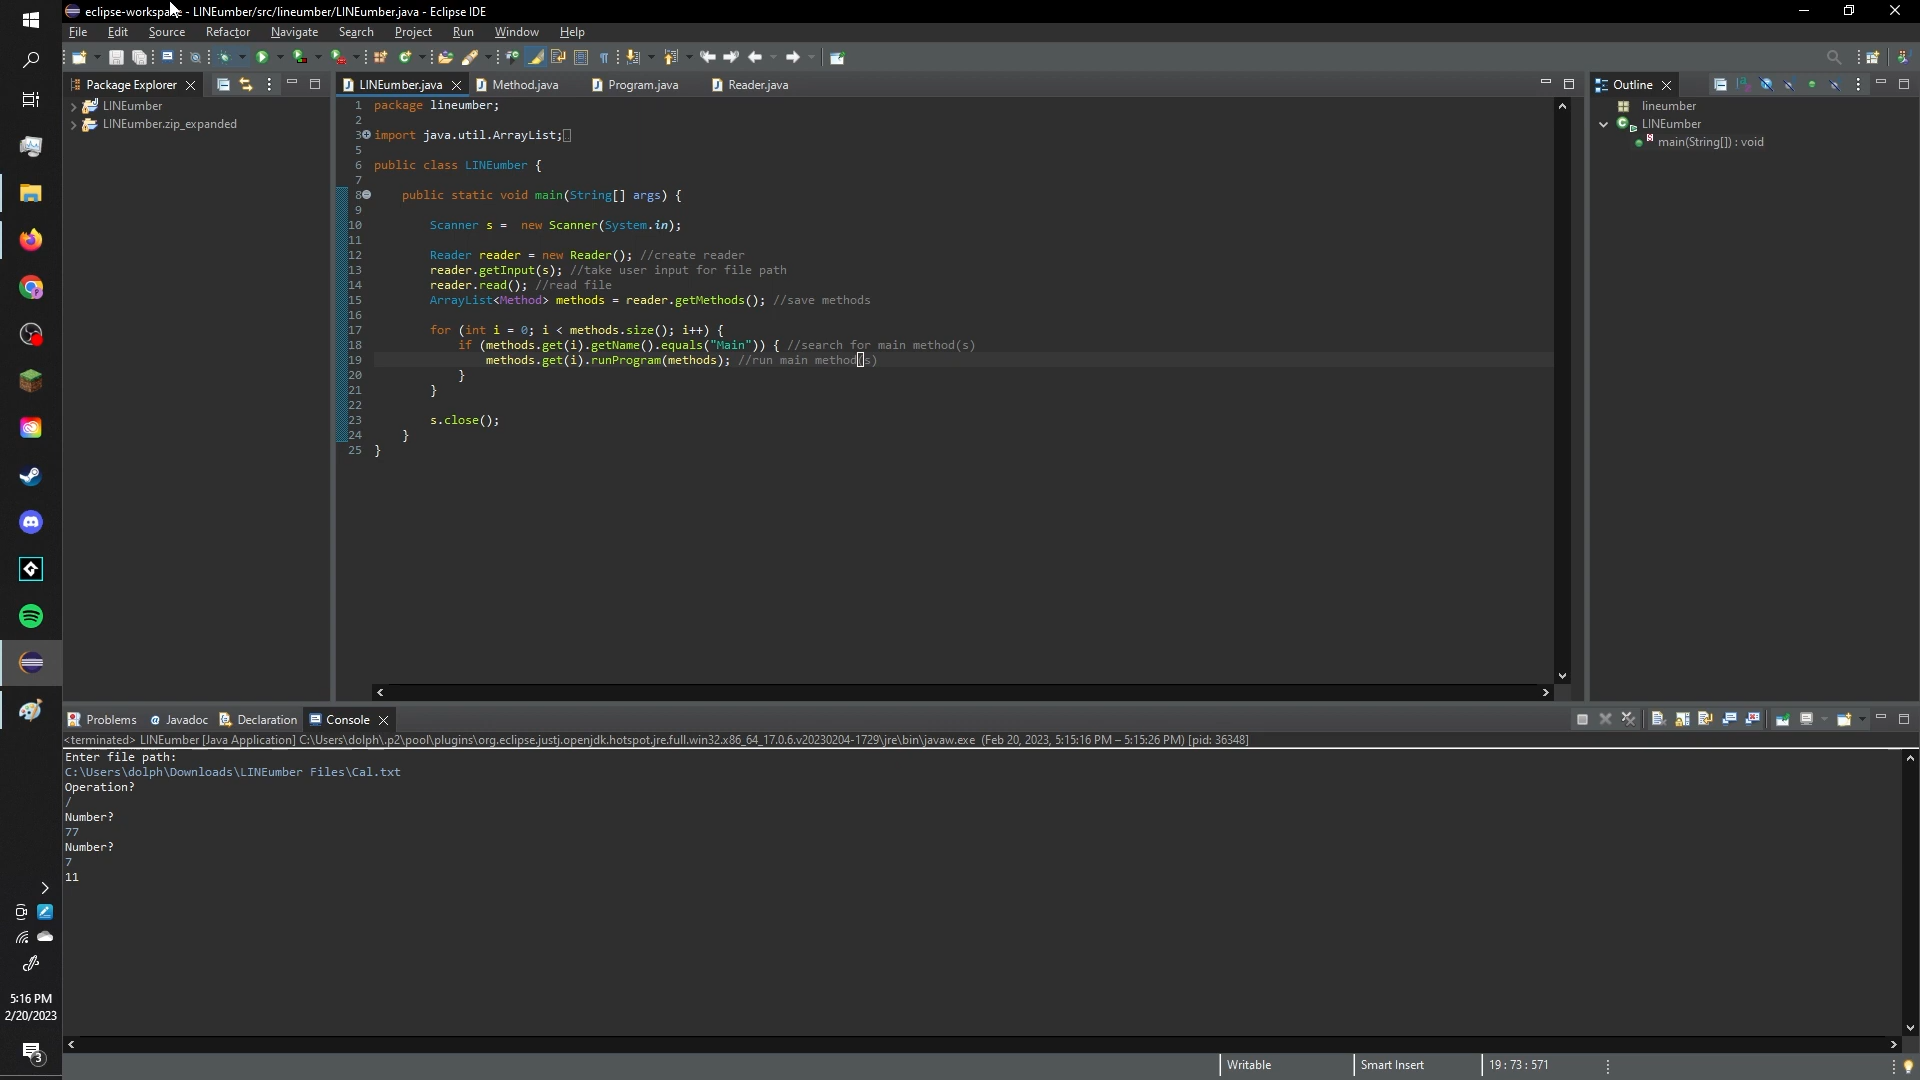 eclipse-workspace - LINEumber/src/lineumber/LINEumber.java - Eclipse IDE
File Edit Source Refactor Navigate Search Project Run Window Help
Package Explorer
LINEumber
LINEumber.zip_expanded
LINEumber.java Method.java Program.java Reader.java
1 package lineumber;
2
3 import java.util.ArrayList;
5
6 public class LINEumber {
7
8 public static void main(String[] args) {
9
10 Scanner s =  new Scanner(System.in);
11
12 Reader reader = new Reader(); //create reader
13 reader.getInput(s); //take user input for file path
14 reader.read(); //read file
15 ArrayList<Method> methods = reader.getMethods(); //save methods
16
17 for (int i = 0; i < methods.size(); i++) {
18 if (methods.get(i).getName().equals("Main")) { //search for main method(s)
19 methods.get(i).runProgram(methods); //run main method(s)
20 }
21 }
22
23 s.close();
24 }
25 }
Outline
lineumber
LINEumber
main(String[]) : void
Problems Javadoc Declaration Console
<terminated> LINEumber [Java Application] C:\Users\dolph\.p2\pool\plugins\org.eclipse.justj.openjdk.hotspot.jre.full.win32.x86_64_17.0.6.v20230204-1729\jre\bin\javaw.exe (Feb 20, 2023, 5:15:16 PM – 5:15:26 PM) [pid: 36348]
Enter file path:
C:\Users\dolph\Downloads\LINEumber Files\Cal.txt
Operation?
/
Number?
77
Number?
7
11
5:16 PM
2/20/2023
3
Writable Smart Insert 19 : 73 : 571